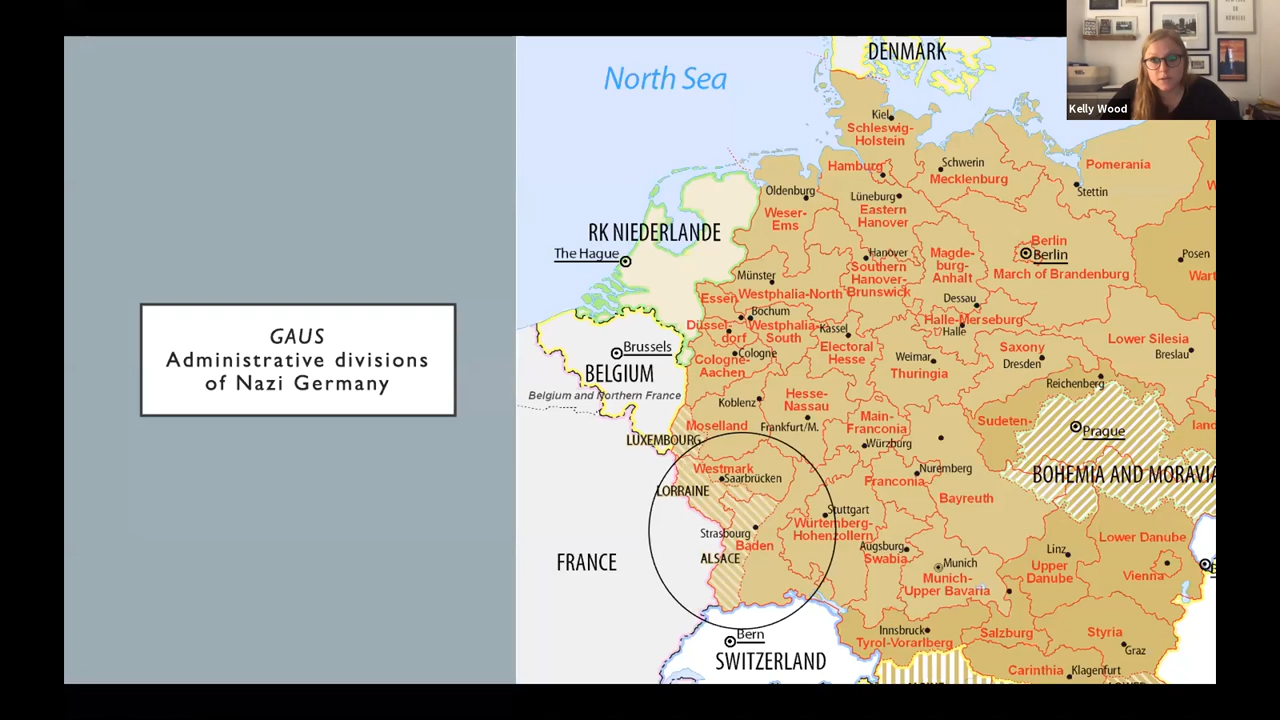 GAUS
Administrative divisions
of Nazi Germany
Kelly Wood
North Sea
DENMARK
Kiel
Schleswig-
Holstein
Hamburg
Schwerin
Mecklenburg
Pomerania
Stettin
Oldenburg
Weser-
Ems
Lüneburg
Eastern
Hanover
RK NIEDERLANDE
The Hague
Hanover
Southern
Hanover-
Brunswick
Magde-
burg-
Anhalt
Berlin
Berlin
March of Brandenburg
Posen
Wart
W
Münster
Westphalia-North
Essen
Bochum
Düssel-
dorf
Westphalia-
South
Kassel
Electoral
Hesse
Dessau
Halle-Merseburg
Halle
Saxony
Dresden
Lower Silesia
Breslau
Brussels
BELGIUM
Belgium and Northern France
Cologne
Cologne-
Aachen
Weimar
Thuringia
Reichenberg
Koblenz
Hesse-
Nassau
Moselland
Frankfurt/M.
Main-
Franconia
Würzburg
Sudeten-
land
Prague
BOHEMIA AND MORAVIA
LUXEMBOURG
Westmark
Saarbrücken
LORRAINE
Nuremberg
Franconia
Bayreuth
Stuttgart
Würtemberg-
Hohenzollern
Strasbourg
Baden
ALSACE
FRANCE
Augsburg
Swabia
Munich
Munich-
Upper Bavaria
Linz
Upper
Danube
Lower Danube
Vienna
Bern
SWITZERLAND
Innsbruck
Tyrol-Vorarlberg
Salzburg
Styria
Graz
Carinthia
Klagenfurt